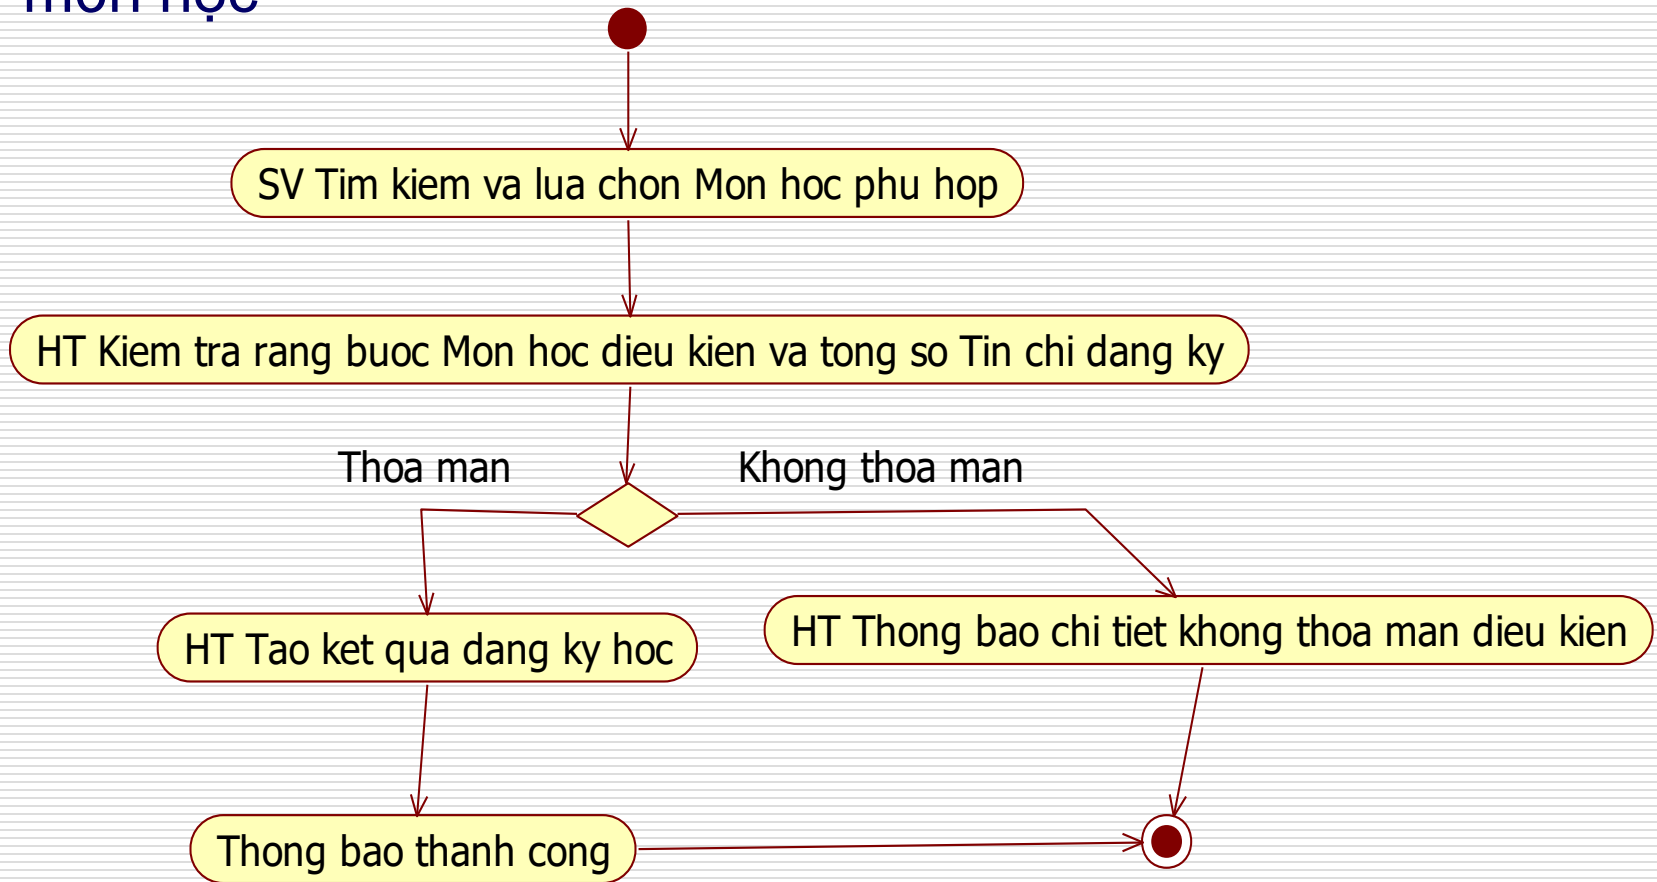 môn học
SV Tim kiem va lua chon Mon hoc phu hop
HT Kiem tra rang buoc Mon hoc dieu kien va tong so Tin chi dang ky
Thoa man
Khong thoa man
HT Tao ket qua dang ky hoc
HT Thong bao chi tiet khong thoa man dieu kien
Thong bao thanh cong